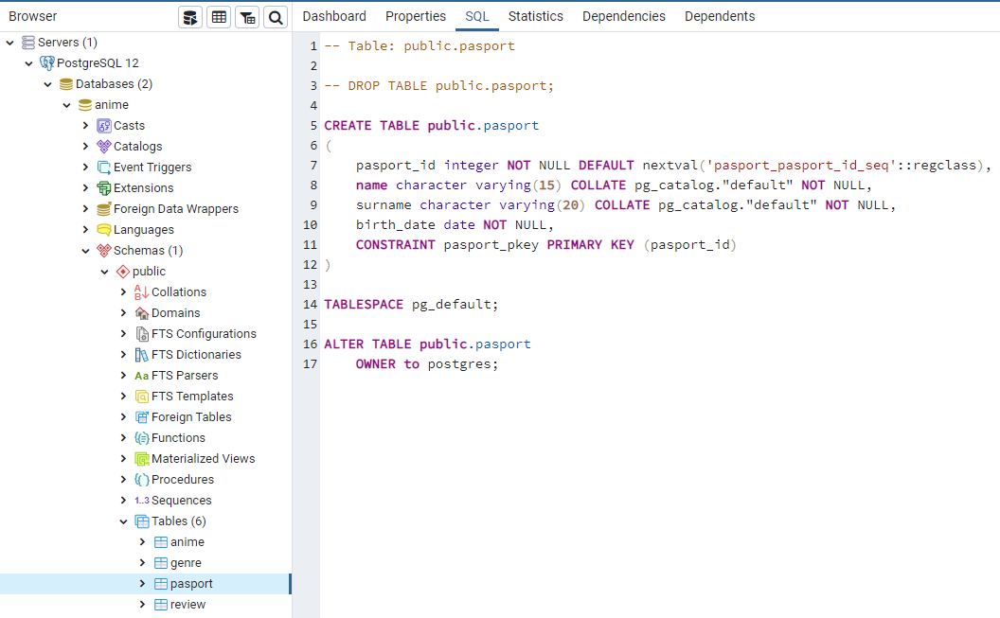 Browser
Dashboard Properties SQL Statistics Dependencies Dependents
Servers (1)
PostgreSQL 12
Databases (2)
anime
Casts
Catalogs
Event Triggers
Extensions
Foreign Data Wrappers
Languages
Schemas (1)
public
Collations
Domains
FTS Configurations
FTS Dictionaries
Aa FTS Parsers
FTS Templates
Foreign Tables
Functions
Materialized Views
Procedures
1..3 Sequences
Tables (6)
anime
genre
pasport
review
1 -- Table: public.pasport
2
3 -- DROP TABLE public.pasport;
4
5 CREATE TABLE public.pasport
6 (
7     pasport_id integer NOT NULL DEFAULT nextval('pasport_pasport_id_seq'::regclass),
8     name character varying(15) COLLATE pg_catalog."default" NOT NULL,
9     surname character varying(20) COLLATE pg_catalog."default" NOT NULL,
10     birth_date date NOT NULL,
11     CONSTRAINT pasport_pkey PRIMARY KEY (pasport_id)
12 )
13
14 TABLESPACE pg_default;
15
16 ALTER TABLE public.pasport
17     OWNER to postgres;